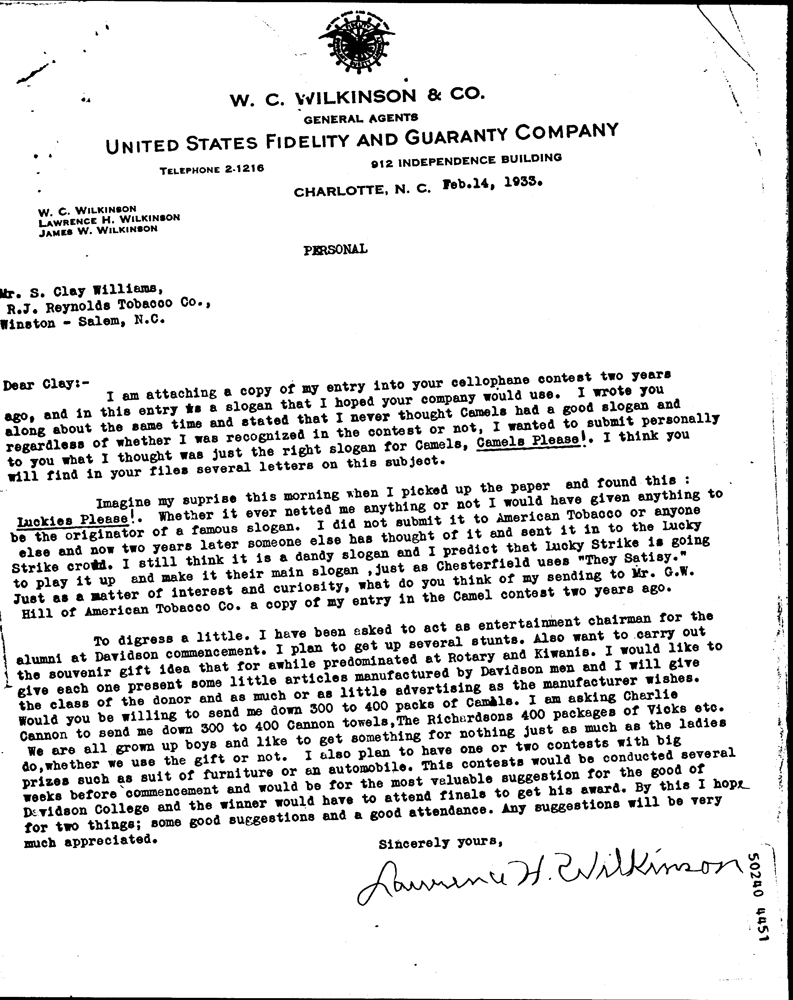 W. C. WILKINSON & CO.
GENERAL AGENTS
UNITED STATES FIDELITY AND GUARANTY COMPANY
TELEPHONE 2-1216
912 INDEPENDENCE BUILDING
CHARLOTTE, N. C. Feb.14, 1933.
W. C. WILKINSON
LAWRENCE H. WILKINSON
JAMES W. WILKINSON
PERSONAL
Mr. S. Clay Williams,
R.J. Reynolds Tobacco Co.,
Winston - Salem, N.C.
Dear Clay:-
I am attaching a copy of my entry into your cellophane contest two years
ago, and in this entry is a slogan that I hoped your company would use. I wrote you
along about the same time and stated that I never thought Camels had a good slogan and
regardless of whether I was recognized in the contest or not, I wanted to submit personally
to you what I thought was just the right slogan for Camels, Camels Please!. I think you
will find in your files several letters on this subject.
Imagine my suprise this morning when I picked up the paper and found this :
Luckies Please!. Whether it ever netted me anything or not I would have given anything to
be the originator of a famous slogan. I did not submit it to American Tobacco or anyone
else and now two years later someone else has thought of it and sent it in to the Lucky
Strike crowd. I still think it is a dandy slogan and I predict that Lucky Strike is going
to play it up and make it their main slogan ,just as Chesterfield uses "They Satisy."
Just as a matter of interest and curiosity, what do you think of my sending to Mr. G.W.
Hill of American Tobacco Co. a copy of my entry in the Camel contest two years ago.
To digress a little. I have been asked to act as entertainment chairman for the
alumni at Davidson commencement. I plan to get up several stunts. Also want to carry out
the souvenir gift idea that for awhile predominated at Rotary and Kiwanis. I would like to
give each one present some little articles manufactured by Davidson men and I will give
the class of the donor and as much or as little advertising as the manufacturer wishes.
Would you be willing to send me down 300 to 400 packs of Camels. I am asking Charlie
Cannon to send me down 300 to 400 Cannon towels,The Richardsons 400 packages of Vicks etc.
We are all grown up boys and like to get something for nothing just as much as the ladies
do,whether we use the gift or not. I also plan to have one or two contests with big
prizes such as suit of furniture or an automobile. This contests would be conducted several
weeks before commencement and would be for the most valuable suggestion for the good of
Davidson College and the winner would have to attend finals to get his award. By this I hope
for two things; some good suggestions and a good attendance. Any suggestions will be very
much appreciated.
Sincerely yours,
Lawrence H. Wilkinson
50240 4451